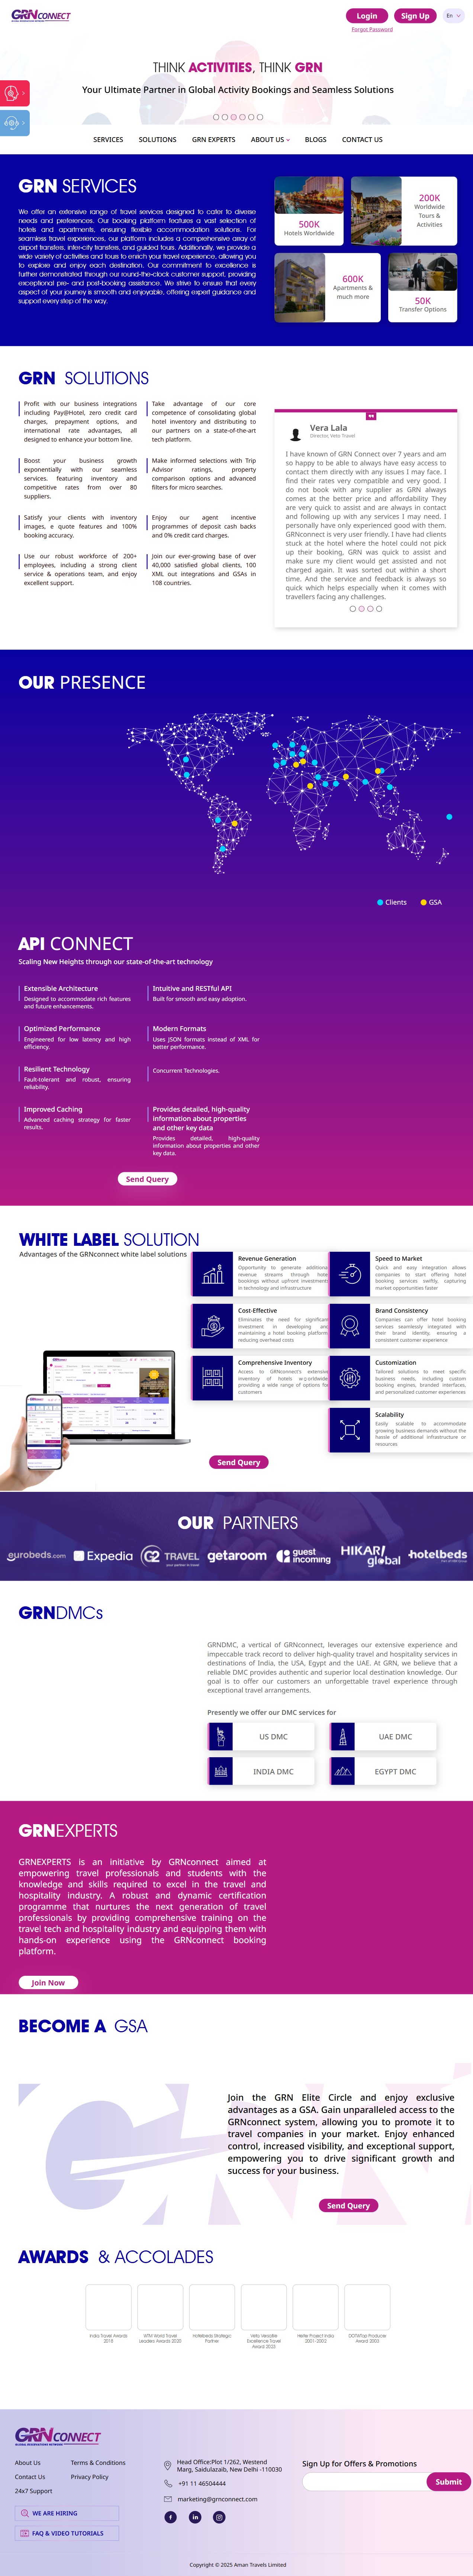 GRN CONNECT
GLOBAL RESERVATIONS NETWORK
Login
Sign Up
En
Forgot Password
THINK ACTIVITIES, THINK GRN
Your Ultimate Partner in Global Activity Bookings and Seamless Solutions
SERVICES
SOLUTIONS
GRN EXPERTS
ABOUT US
BLOGS
CONTACT US
GRN SERVICES
We offer an extensive range of travel services designed to cater to diverse
needs and preferences. Our booking platform features a vast selection of
hotels and apartments, ensuring flexible accommodation solutions. For
seamless travel experiences, our platform includes a comprehensive array of
airport transfers, inter-city transfers, and guided tours. Additionally, we provide a
wide variety of activities and tours to enrich your travel experience, allowing you
to explore and enjoy each destination. Our commitment to excellence is
further demonstrated through our round-the-clock customer support, providing
exceptional pre- and post-booking assistance. We strive to ensure that every
aspect of your journey is smooth and enjoyable, offering expert guidance and
support every step of the way.
500K
Hotels Worldwide
200K
Worldwide
Tours &
Activities
600K
Apartments &
much more
50K
Transfer Options
GRN SOLUTIONS
Profit with our business integrations
including Pay@Hotel, zero credit card
charges, prepayment options, and
international rate advantages, all
designed to enhance your bottom line.
Take advantage of our core
competence of consolidating global
hotel inventory and distributing to
our partners on a state-of-the-art
tech platform.
Boost your business growth
exponentially with our seamless
services. featuring inventory and
competitive rates from over 80
suppliers.
Make informed selections with Trip
Advisor ratings, property
comparison options and advanced
filters for micro searches.
Satisfy your clients with inventory
images, e quote features and 100%
booking accuracy.
Enjoy our agent incentive
programmes of deposit cash backs
and 0% credit card charges.
Use our robust workforce of 200+
employees, including a strong client
service & operations team, and enjoy
excellent support.
Join our ever-growing base of over
40,000 satisfied global clients, 100
XML out integrations and GSAs in
108 countries.
Vera Lala
Director, Veto Travel
I have known of GRN Connect over 7 years and am
so happy to be able to always have easy access to
contact them directly with any issues I may face. I
find their rates very compatible and very good. I
do not book with any supplier as GRN always
comes at the better price and affordability They
are very quick to assist and are always in contact
and following up with any services I may need. I
personally have only experienced good with them.
GRNconnect is very user friendly. I have had clients
stuck at the hotel where the hotel could not pick
up their booking, GRN was quick to assist and
make sure my client would get assisted and not
charged again. It was sorted out within a short
time. And the service and feedback is always so
quick which helps especially when it comes with
travellers facing any challenges.
OUR PRESENCE
Clients
GSA
API CONNECT
Scaling New Heights through our state-of-the-art technology
Extensible Architecture
Designed to accommodate rich features
and future enhancements.
Intuitive and RESTful API
Built for smooth and easy adoption.
Optimized Performance
Engineered for low latency and high
efficiency.
Modern Formats
Uses JSON formats instead of XML for
better performance.
Resilient Technology
Fault-tolerant and robust, ensuring
reliability.
Concurrent Technologies.
Improved Caching
Advanced caching strategy for faster
results.
Provides detailed, high-quality
information about properties
and other key data
Provides detailed, high-quality
information about properties and other
key data.
Send Query
WHITE LABEL SOLUTION
Advantages of the GRNconnect white label solutions
Revenue Generation
Opportunity to generate additional
revenue streams through hotel
bookings without upfront investments
in technology and infrastructure
Speed to Market
Quick and easy integration allows
companies to start offering hotel
booking services swiftly, capturing
market opportunities faster
Cost-Effective
Eliminates the need for significant
investment in developing and
maintaining a hotel booking platform,
reducing overhead costs
Brand Consistency
Companies can offer hotel booking
services seamlessly integrated with
their brand identity, ensuring a
consistent customer experience
Comprehensive Inventory
Access to GRNconnect's extensive
inventory of hotels worldwide,
providing a wide range of options for
customers
Customization
Tailored solutions to meet specific
business needs, including custom
booking engines, branded interfaces,
and personalized customer experiences
Scalability
Easily scalable to accommodate
growing business demands without the
hassle of additional infrastructure or
resources
Send Query
OUR PARTNERS
eurobeds.com
Expedia
G2 TRAVEL
your partner in travel
getaroom
guest
incoming
HIKARI
global
hotelbeds
GRNDMCs
GRNDMC, a vertical of GRNconnect, leverages our extensive experience and
impeccable track record to deliver high-quality travel and hospitality services in
destinations of India, the USA, Egypt and the UAE. At GRN, we believe that a
reliable DMC provides authentic and superior local destination knowledge. Our
goal is to offer our customers an unforgettable travel experience through
exceptional travel arrangements.
Presently we offer our DMC services for
US DMC
UAE DMC
INDIA DMC
EGYPT DMC
GRNEXPERTS
GRNEXPERTS is an initiative by GRNconnect aimed at
empowering travel professionals and students with the
knowledge and skills required to excel in the travel and
hospitality industry. A robust and dynamic certification
programme that nurtures the next generation of travel
professionals by providing comprehensive training on the
travel tech and hospitality industry and equipping them with
hands-on experience using the GRNconnect booking
platform.
Join Now
BECOME A GSA
Join the GRN Elite Circle and enjoy exclusive
advantages as a GSA. Gain unparalleled access to the
GRNconnect system, allowing you to promote it to
travel companies in your market. Enjoy enhanced
control, increased visibility, and exceptional support,
empowering you to drive significant growth and
success for your business.
Send Query
AWARDS & ACCOLADES
India Travel Awards
2018
WTM World Travel
Leaders Awards 2020
Hotelbeds Strategic
Partner
Versatile
Excellence Travel
Award 2023
Hester Project India
2001-2002
DOTWTop Producer
Award 2003
GRN CONNECT
GLOBAL RESERVATIONS NETWORK
About Us
Terms & Conditions
Contact Us
Privacy Policy
24x7 Support
WE ARE HIRING
FAQ & VIDEO TUTORIALS
Head Office:Plot 1/262, Westend
Marg, Saidulazaib, New Delhi -110030
+91 11 46504444
marketing@grnconnect.com
Sign Up for Offers & Promotions
Submit
Copyright © 2025 Aman Travels Limited